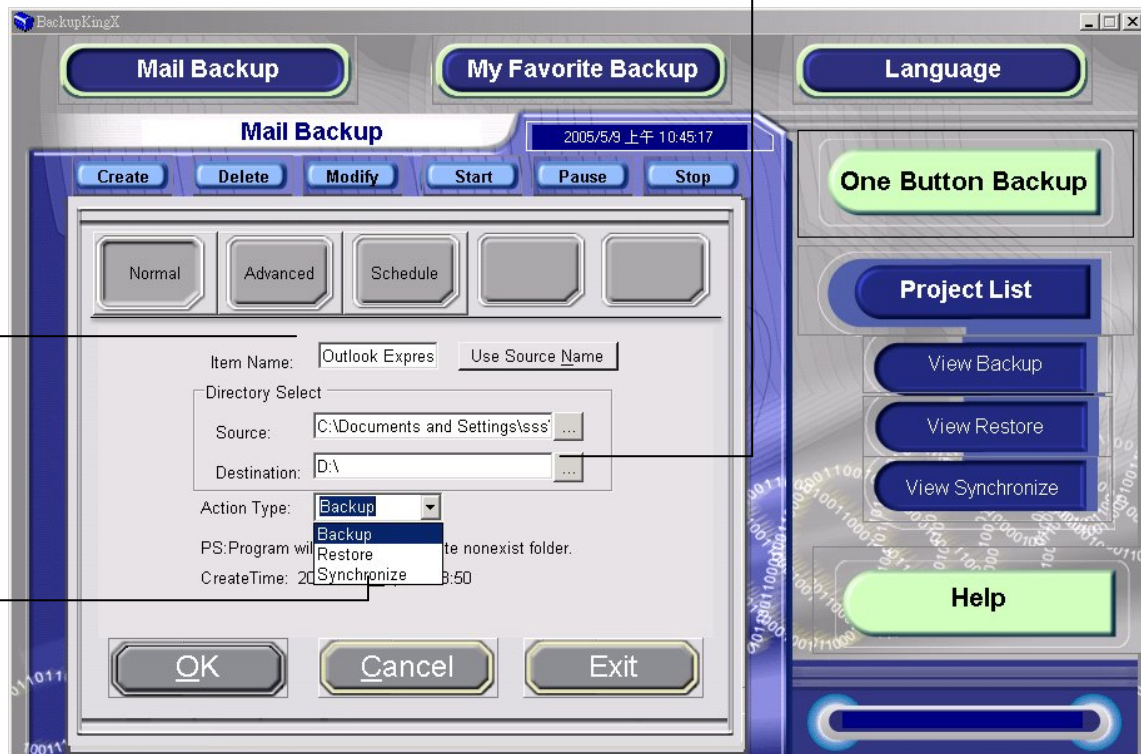 BackupKingX
Mail Backup
My Favorite Backup
Language
Mail Backup
2005/5/9 上午 10:45:17
Create
Delete
Modify
Start
Pause
Stop
One Button Backup
Normal
Advanced
Schedule
Project List
Item Name:
Outlook Expres
Use Source Name
View Backup
Directory Select
Source:
C:\Documents and Settings\sss
...
View Restore
Destination:
D:\
...
View Synchronize
Action Type:
Backup
Backup
Restore
Synchronize
PS:Program wil te nonexist folder.
CreateTime: 20 8:50
Help
OK
Cancel
Exit